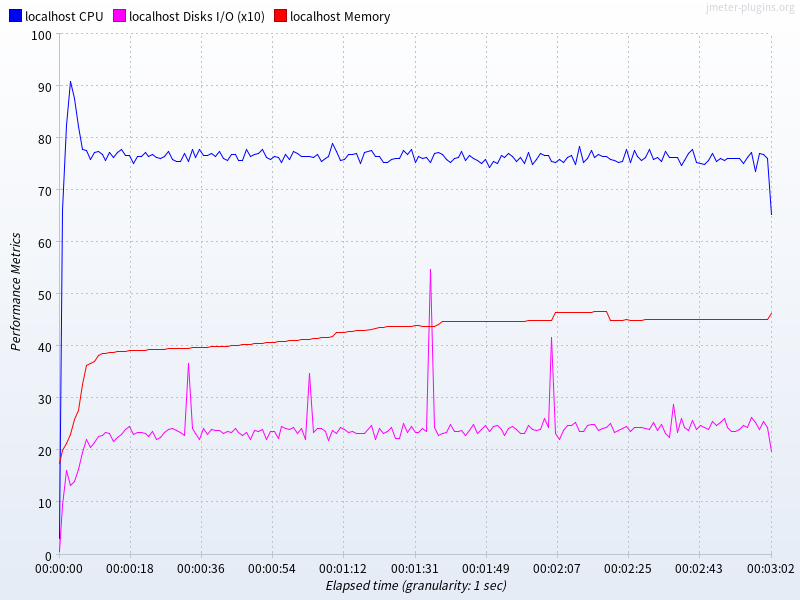 jmeter-plugins.org
localhost CPU localhost Disks I/O (x10) localhost Memory
100
90
80
70
60
50
40
30
20
10
0
Performance Metrics
00:00:00 00:00:18 00:00:36 00:00:54 00:01:12 00:01:31 00:01:49 00:02:07 00:02:25 00:02:43 00:03:02
Elapsed time (granularity: 1 sec)